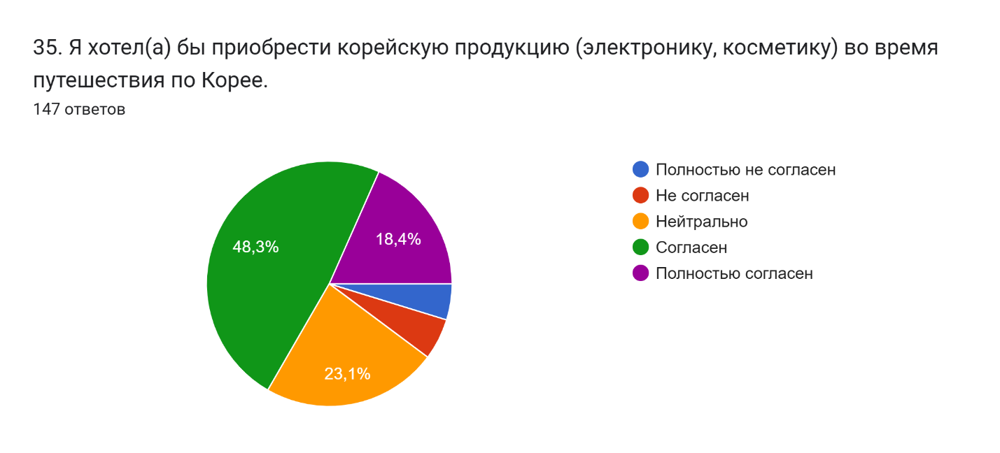 35. Я хотел(а) бы приобрести корейскую продукцию (электронику, косметику) во время
путешествия по Корее.
147 ответов
48,3%
18,4%
23,1%
Полностью не согласен
Не согласен
Нейтрально
Согласен
Полностью согласен